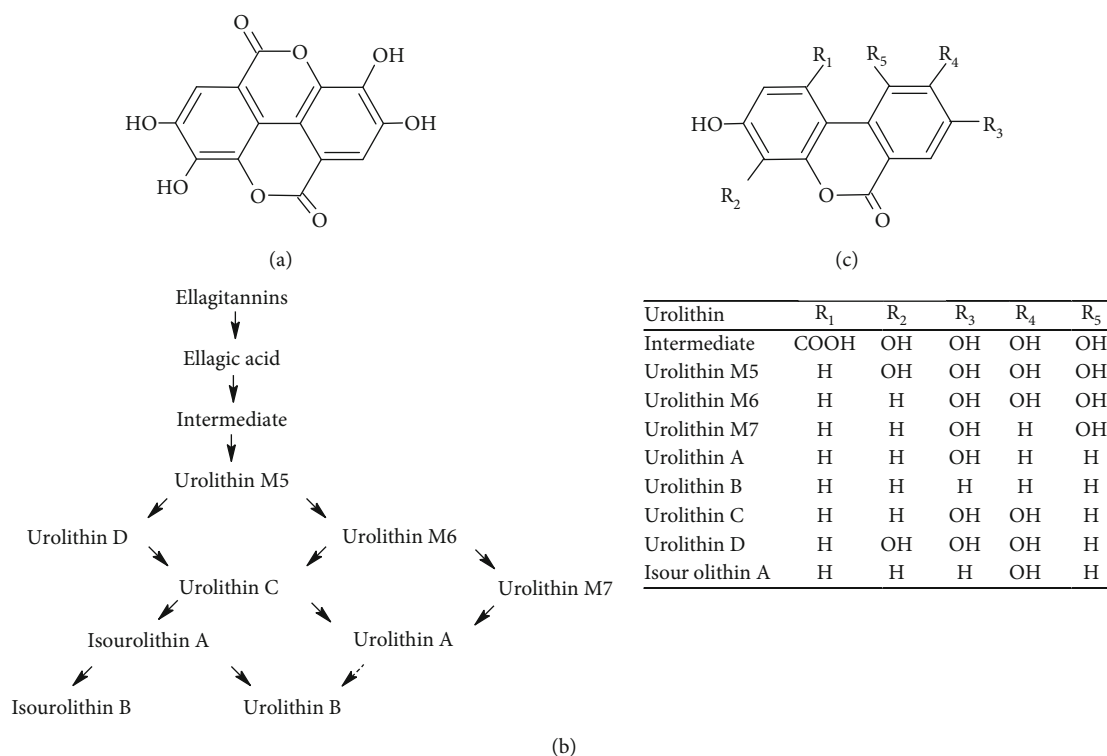 O
O
OH
OH
HO
HO
O
O
(a)
R₁
R₅
R₄
R₃
HO
R₂
O
O
(c)
Ellagitannins
Ellagic acid
Intermediate
Urolithin M5
Urolithin D
Urolithin M6
Urolithin C
Urolithin M7
Isourolithin A
Urolithin A
Isourolithin B
Urolithin B
(b)
Urolithin R₁ R₂ R₃ R₄ R₅
Intermediate COOH OH OH OH OH
Urolithin M5 H OH OH OH OH
Urolithin M6 H H OH OH OH
Urolithin M7 H H OH H OH
Urolithin A H H OH H H
Urolithin B H H H H H
Urolithin C H H OH OH H
Urolithin D H OH OH OH H
Isour olithin A H H H OH H